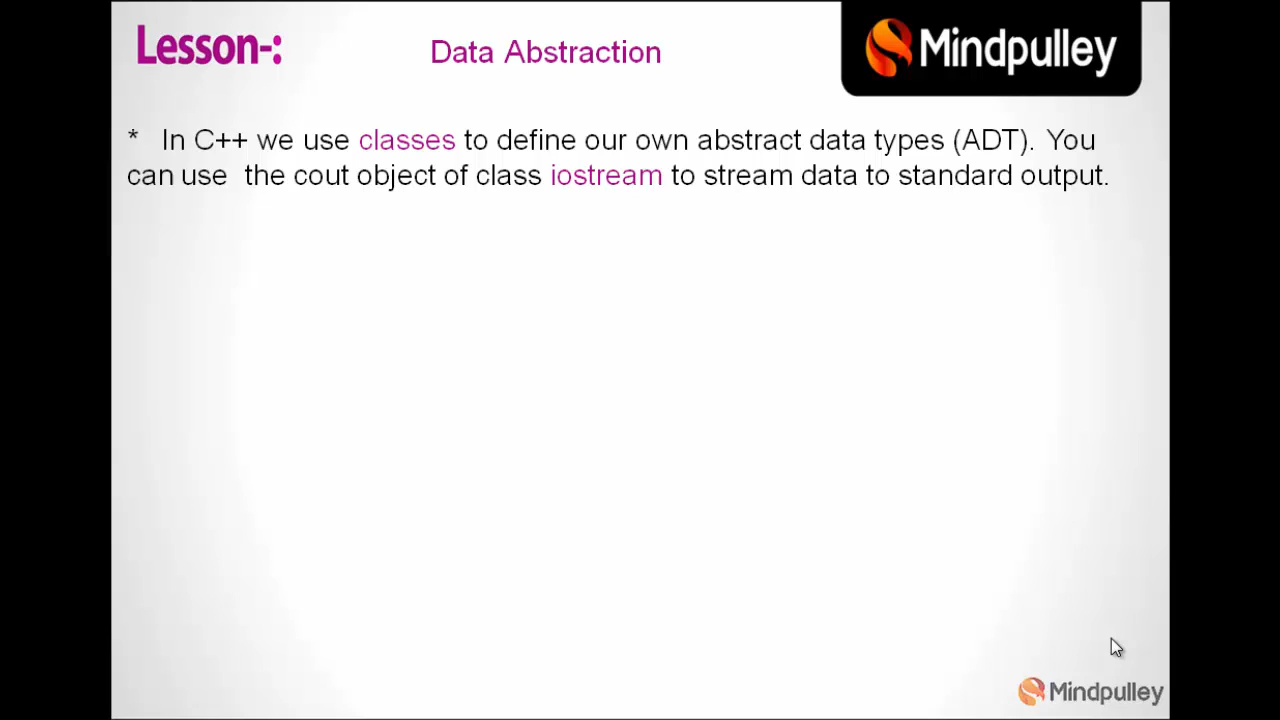 Lesson-:
Data Abstraction
Mindpulley
* In C++ we use classes to define our own abstract data types (ADT). You
can use the cout object of class iostream to stream data to standard output.
Mindpulley